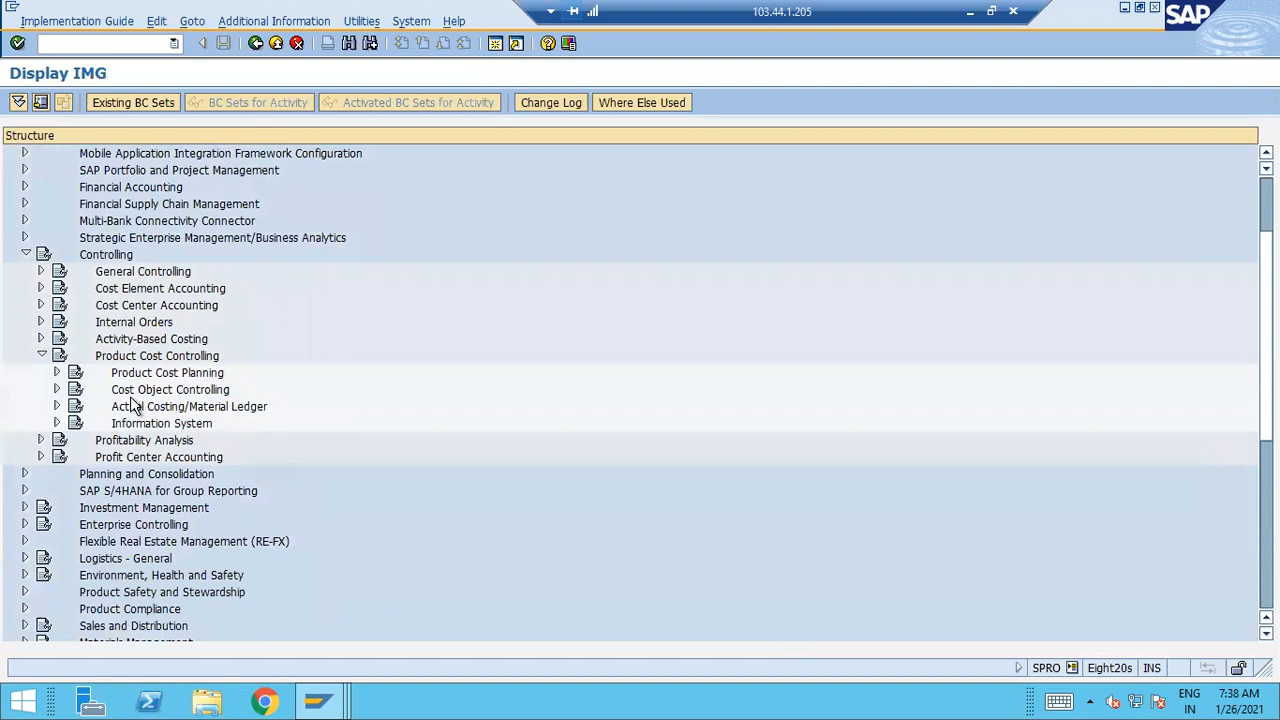 Implementation Guide Edit Goto Additional Information Utilities System Help
103.44.1.205
SAP
Display IMG
Existing BC Sets BC Sets for Activity Activated BC Sets for Activity Change Log Where Else Used
Structure
Mobile Application Integration Framework Configuration
SAP Portfolio and Project Management
Financial Accounting
Financial Supply Chain Management
Multi-Bank Connectivity Connector
Strategic Enterprise Management/Business Analytics
Controlling
General Controlling
Cost Element Accounting
Cost Center Accounting
Internal Orders
Activity-Based Costing
Product Cost Controlling
Product Cost Planning
Cost Object Controlling
Actual Costing/Material Ledger
Information System
Profitability Analysis
Profit Center Accounting
Planning and Consolidation
SAP S/4HANA for Group Reporting
Investment Management
Enterprise Controlling
Flexible Real Estate Management (RE-FX)
Logistics - General
Environment, Health and Safety
Product Safety and Stewardship
Product Compliance
Sales and Distribution
Materials Management
SPRO Eight20s INS
ENG 7:38 AM
IN 1/26/2021